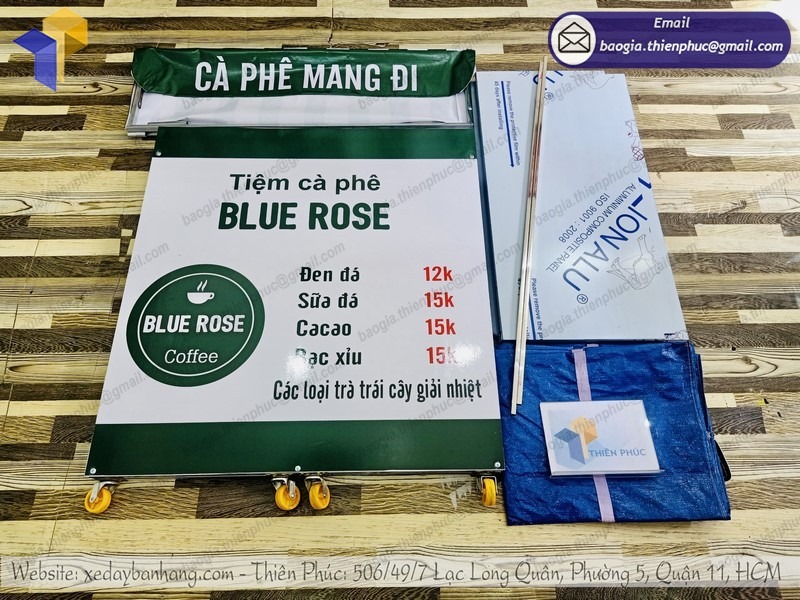 Email
baogia.thienphuc@gmail.com
CÀ PHÊ MANG ĐI
Tiệm cà phê
BLUE ROSE
Đen đá 12k
Sữa đá 15k
Cacao 15k
Bạc xỉu 15k
BLUE ROSE
Coffee
Các loại trà trái cây giải nhiệt
ALUMINIUM COMPOSITE PANEL
ISO 9001:2008
THIÊN PHÚC
Website: xedaybanhang.com - Thiên Phúc: 506/49/7 Lạc Long Quân, Phường 5, Quận 11, HCM